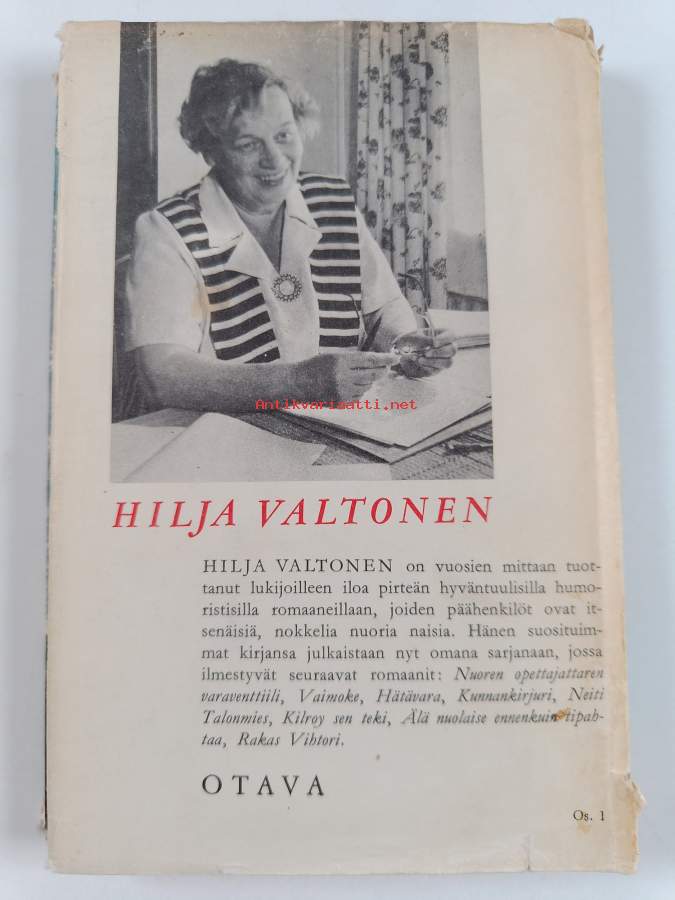 Antikvariaatti.net
HILJA VALTONEN
HILJA VALTONEN on vuosien mittaan tuot-
tanut lukijoilleen iloa pirteän hyväntuulisilla humo-
ristisilla romaaneillaan, joiden päähenkilöt ovat it-
senäisiä, nokkelia nuoria naisia. Hänen suosituim-
mat kirjansa julkaistaan nyt omana sarjanaan, jossa
ilmestyvät seuraavat romaanit: Nuoren opettajattaren
varaventtiili, Vaimoke, Hätävara, Kunnankirjuri, Neiti
Talonmies, Kilroy sen teki, Älä nuolaise ennenkuin tipah-
taa, Rakas Vihtori.
OTAVA
Os. 1